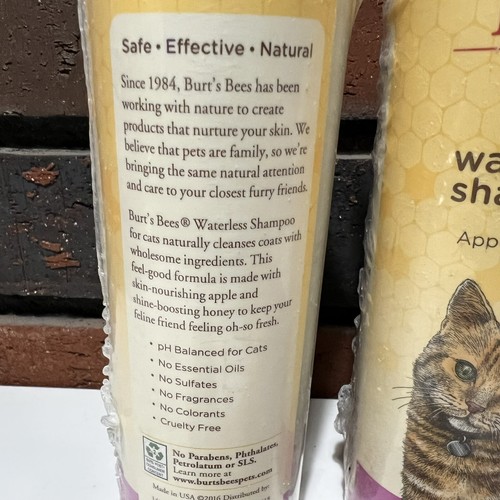 Safe • Effective • Natural
Since 1984, Burt's Bees has been
working with nature to create
products that nurture your skin. We
believe that pets are family, so we're
bringing the same natural attention
and care to your closest furry friends.
Burt's Bees® Waterless Shampoo
for cats naturally cleanses coats with
wholesome ingredients. This
feel-good formula is made with
skin-nourishing apple and
shine-boosting honey to keep your
feline friend feeling oh-so fresh.
• pH Balanced for Cats
• No Essential Oils
• No Sulfates
• No Fragrances
• No Colorants
• Cruelty Free
No Parabens, Phthalates,
Petrolatum or SLS.
Learn more at
www.burtsbeespets.com
Made in USA ©2016 Distributed by:
wa
sha
App